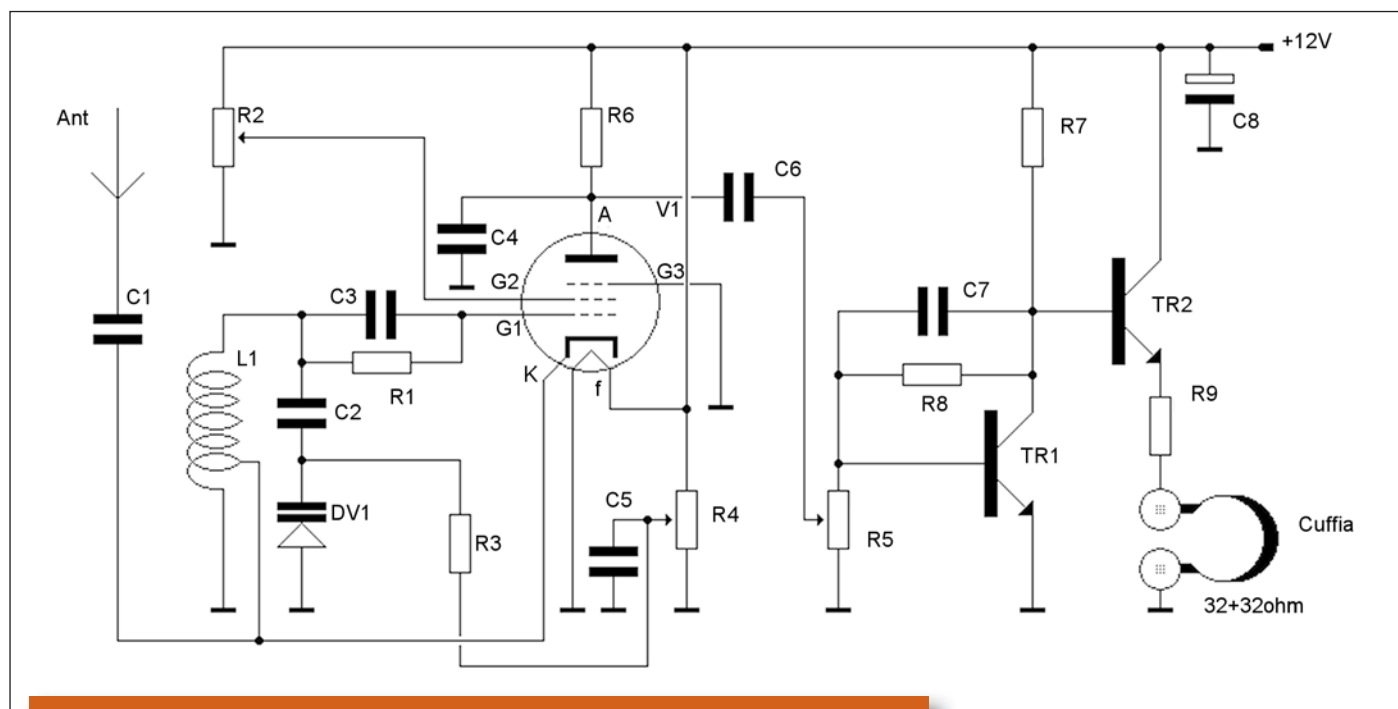 +12V
Ant
R2
R6
R7
C8
C6
A
V1
C4
G2
G3
C1
C3
G1
C7
TR2
L1
K
f
R1
R8
C2
R9
TR1
DV1
C5
R4
R3
R5
Cuffia
32+32ohm